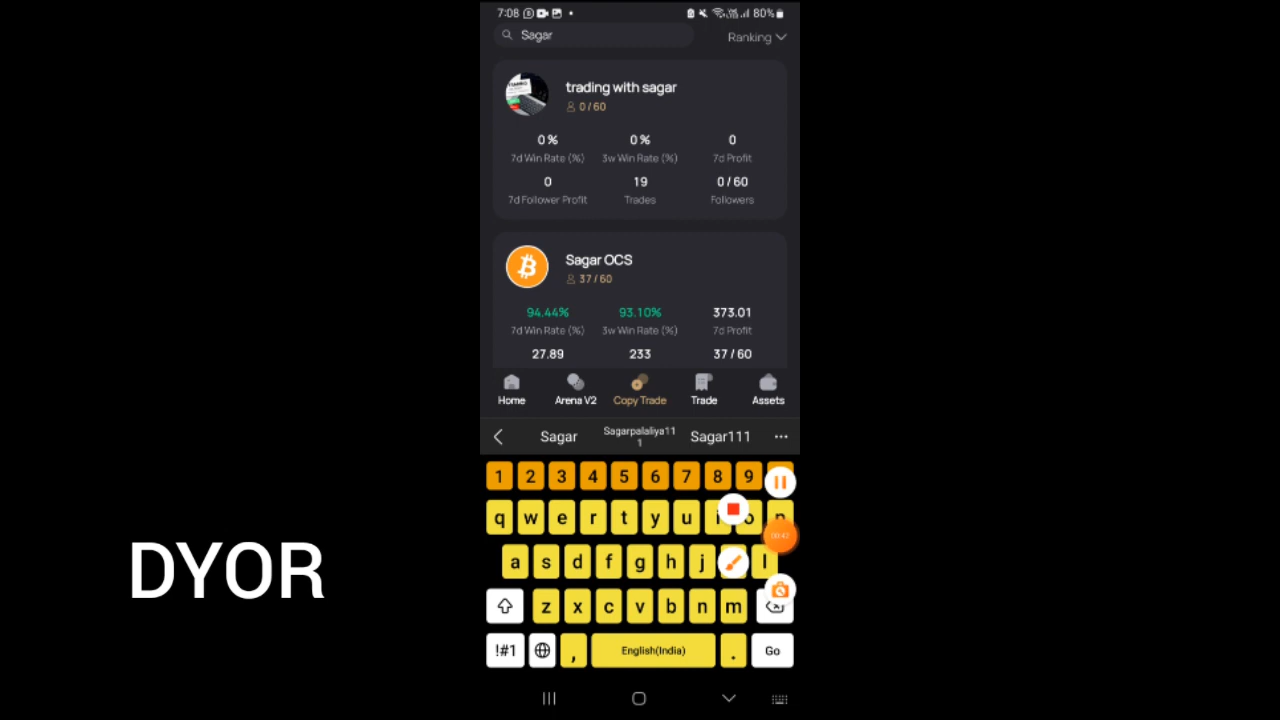 7:08
80%
Sagar
Ranking
trading with sagar
0 / 60
0 %
0 %
0
7d Win Rate (%)
3w Win Rate (%)
7d Profit
0
19
0 / 60
7d Follower Profit
Trades
Followers
Sagar OCS
37 / 60
94.44%
93.10%
373.01
7d Win Rate (%)
3w Win Rate (%)
7d Profit
27.89
233
37 / 60
Home
Arena V2
Copy Trade
Trade
Assets
Sagar
Sagarpalaliya11
1
Sagar111
1 2 3 4 5 6 7 8 9
q w e r t y u i o p
a s d f g h j l
z x c v b n m
!#1
,
English(India)
.
Go
DYOR